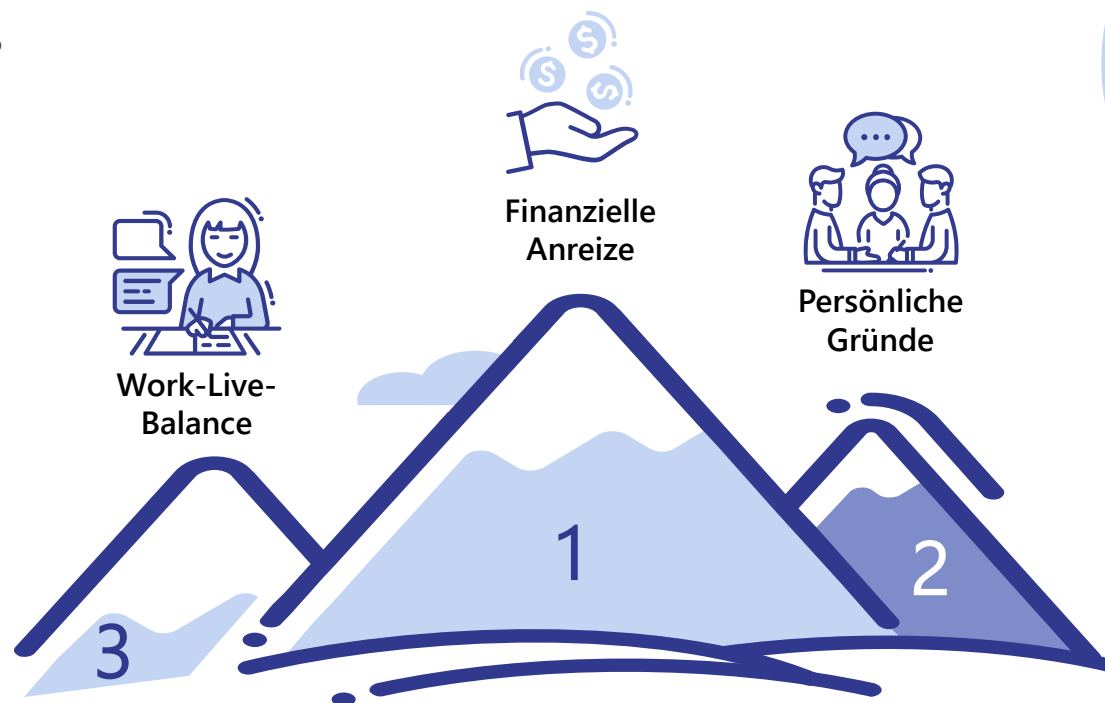 Finanzielle
Anreize
Persönliche
Gründe
Work-Live-
Balance
1
2
3